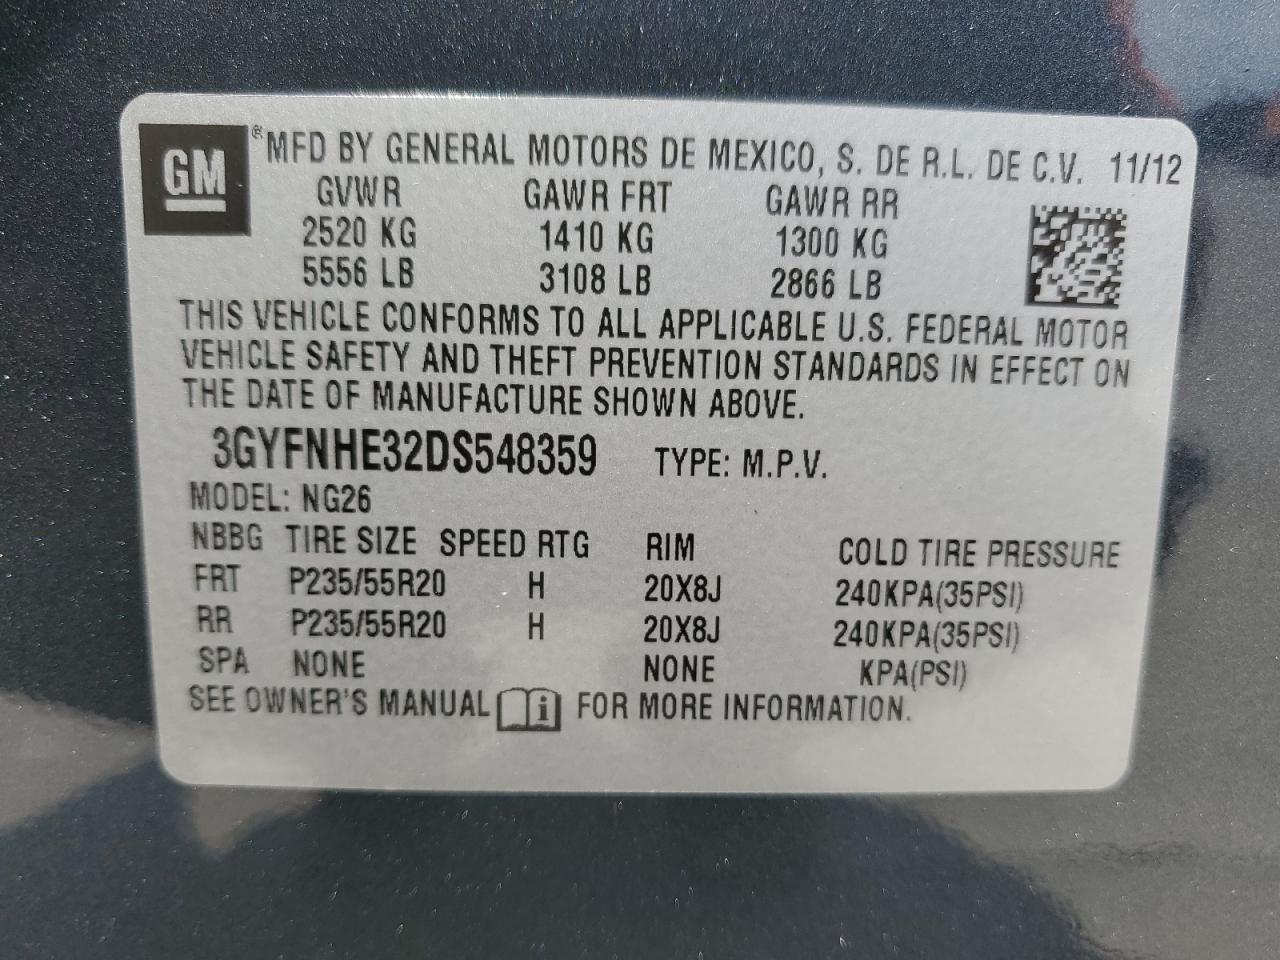 GM ® MFD BY GENERAL MOTORS DE MEXICO, S. DE R.L. DE C.V. 11/12
GVWR GAWR FRT GAWR RR
2520 KG 1410 KG 1300 KG
5556 LB 3108 LB 2866 LB
THIS VEHICLE CONFORMS TO ALL APPLICABLE U.S. FEDERAL MOTOR
VEHICLE SAFETY AND THEFT PREVENTION STANDARDS IN EFFECT ON
THE DATE OF MANUFACTURE SHOWN ABOVE.
3GYFNHE32DS548359 TYPE: M.P.V.
MODEL: NG26
NBBG TIRE SIZE SPEED RTG RIM COLD TIRE PRESSURE
FRT P235/55R20 H 20X8J 240KPA(35PSI)
RR P235/55R20 H 20X8J 240KPA(35PSI)
SPA NONE NONE KPA(PSI)
SEE OWNER'S MANUAL i FOR MORE INFORMATION.